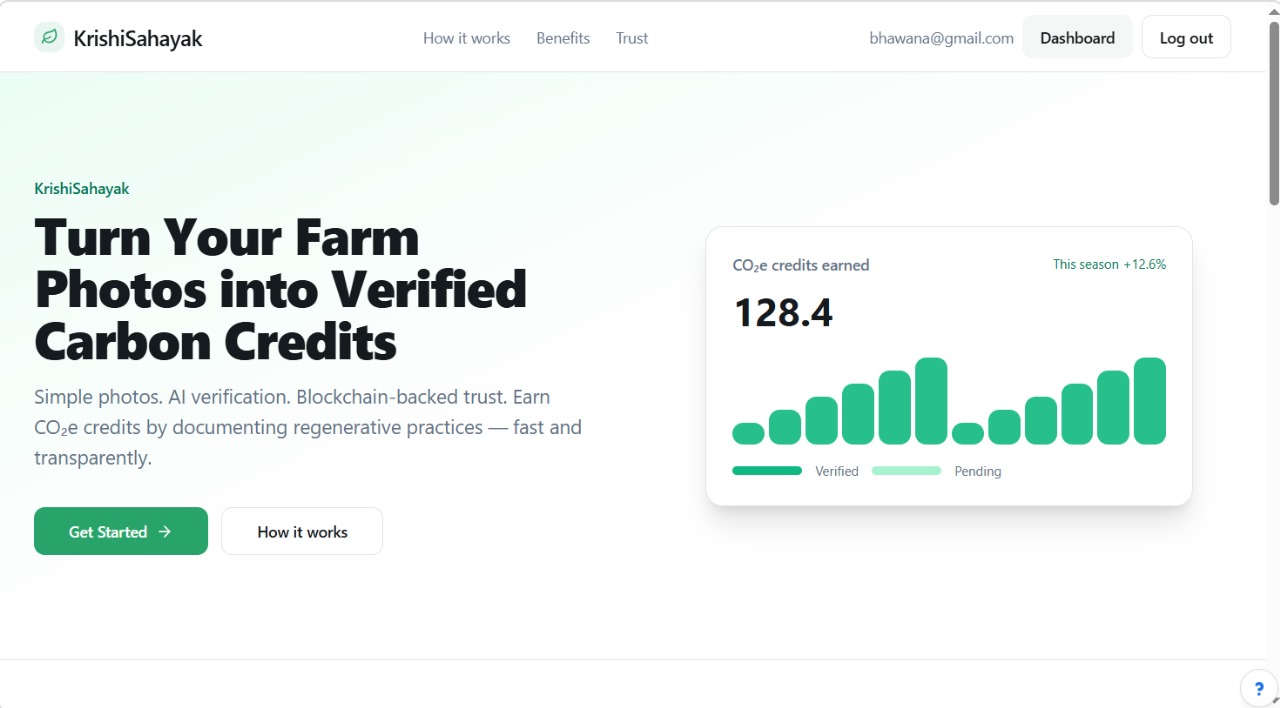 KrishiSahayak
How it works
Benefits
Trust
bhawana@gmail.com
Dashboard
Log out
KrishiSahayak
Turn Your Farm
Photos into Verified
Carbon Credits
Simple photos. AI verification. Blockchain-backed trust. Earn
CO₂e credits by documenting regenerative practices — fast and
transparently.
Get Started →
How it works
CO₂e credits earned
This season +12.6%
128.4
Verified
Pending
?